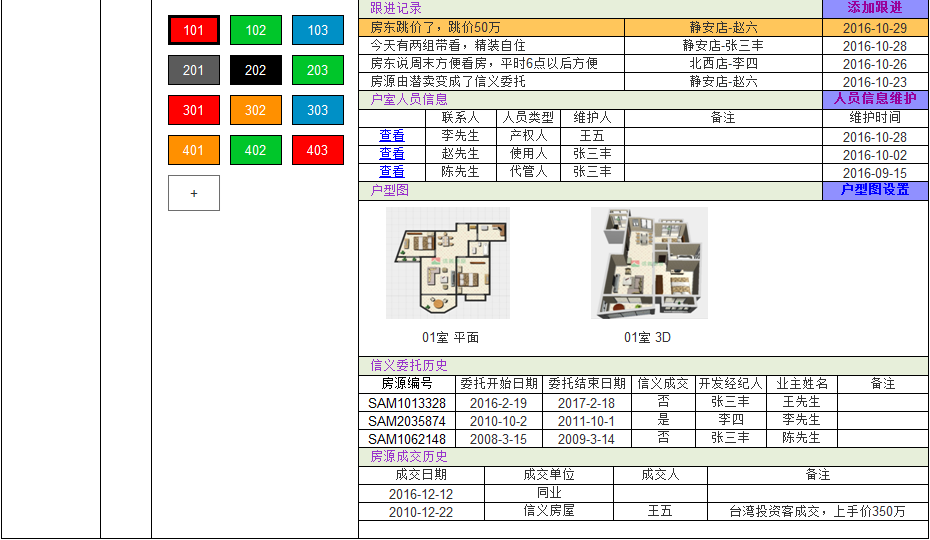 101 102 103
201 202 203
301 302 303
401 402 403
+
跟进记录 添加跟进
房东跳价了，跳价50万 静安店-赵六 2016-10-29
今天有两组带看，精装自住 静安店-张三丰 2016-10-28
房东说周末方便看房，平时6点以后方便 北西店-李四 2016-10-26
房源由潜卖变成了信义委托 静安店-赵六 2016-10-23
户室人员信息 人员信息维护
联系人 人员类型 维护人 备注 维护时间
查看 李先生 产权人 王五 2016-10-28
查看 赵先生 使用人 张三丰 2016-10-02
查看 陈先生 代管人 张三丰 2016-09-15
户型图 户型图设置
01室 平面 01室 3D
信义委托历史
房源编号 委托开始日期 委托结束日期 信义成交 开发经纪人 业主姓名 备注
SAM1013328 2016-2-19 2017-2-18 否 张三丰 王先生
SAM2035874 2010-10-2 2011-10-1 是 李四 李先生
SAM1062148 2008-3-15 2009-3-14 否 张三丰 陈先生
房源成交历史
成交日期 成交单位 成交人 备注
2016-12-12 同业
2010-12-22 信义房屋 王五 台湾投资客成交，上手价350万